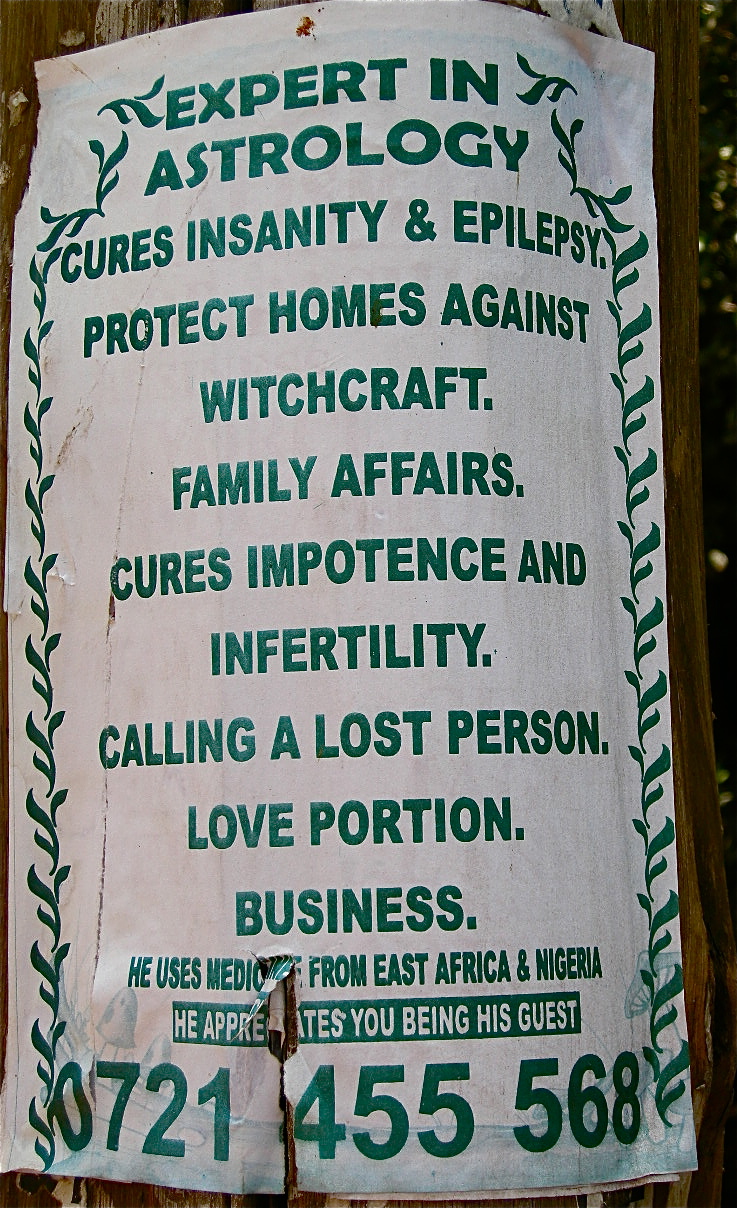 EXPERT IN
ASTROLOGY
CURES INSANITY & EPILEPSY.
PROTECT HOMES AGAINST
WITCHCRAFT.
FAMILY AFFAIRS.
CURES IMPOTENCE AND
INFERTILITY.
CALLING A LOST PERSON.
LOVE PORTION.
BUSINESS.
HE USES FROM EAST AFRICA & NIGERIA
HE YOU BEING HIS GUEST
0721 455 568